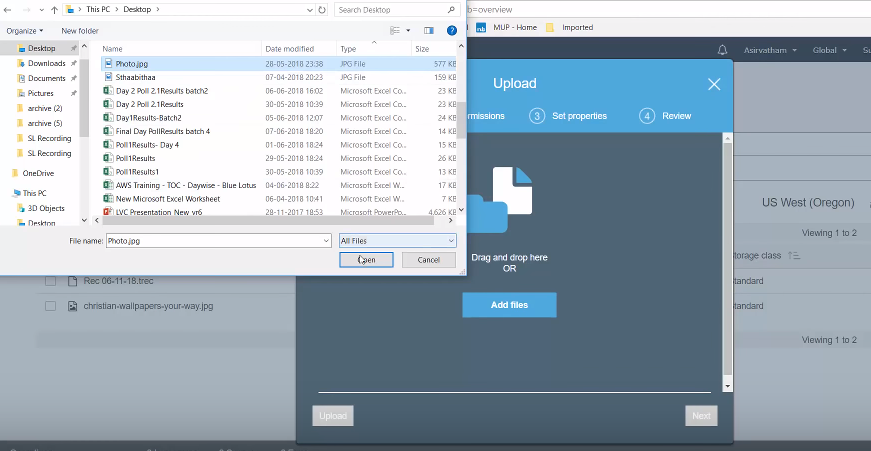 This PC > Desktop >
Search Desktop
b=overview
Organize
New folder
MUP - Home
Imported
Desktop
Downloads
Documents
Pictures
archive (2)
archive (5)
SL Recording
SL Recording
OneDrive
This PC
3D Objects
Desktop
Name Date modified Type Size
Photo.jpg 28-05-2018 23:38 JPG File 577 KB
Sthaabithaa 07-04-2018 20:23 JPG File 159 KB
Day 2 Poll 2.1Results batch2 06-06-2018 16:02 Microsoft Excel Co... 23 KB
Day 2 Poll 2.1Results 30-05-2018 10:39 Microsoft Excel Co... 23 KB
Day1Results-Batch2 05-06-2018 12:07 Microsoft Excel Co... 24 KB
Final Day PollResults batch 4 07-06-2018 18:20 Microsoft Excel Co... 14 KB
Poll1Results- Day 4 01-06-2018 18:24 Microsoft Excel Co... 15 KB
Poll1Results 29-05-2018 18:24 Microsoft Excel Co... 26 KB
Poll1Results1 30-05-2018 10:39 Microsoft Excel Co... 13 KB
AWS Training - TOC - Daywise - Blue Lotus 04-06-2018 8:22 Microsoft Excel W... 17 KB
New Microsoft Excel Worksheet 06-04-2018 10:41 Microsoft Excel W... 7 KB
LVC Presentation_New_vr6 28-11-2017 18:53 Microsoft PowerPo... 4,626 KB
File name: Photo.jpg
All Files
Open
Cancel
Asirvatham
Global
Su
Upload
missions
3 Set properties
4 Review
US West (Oregon)
Viewing 1 to 2
torage class
Drag and drop here
OR
Add files
Rec 06-11-18.trec
tandard
christian-wallpapers-your-way.jpg
tandard
Viewing 1 to 2
Upload
Next